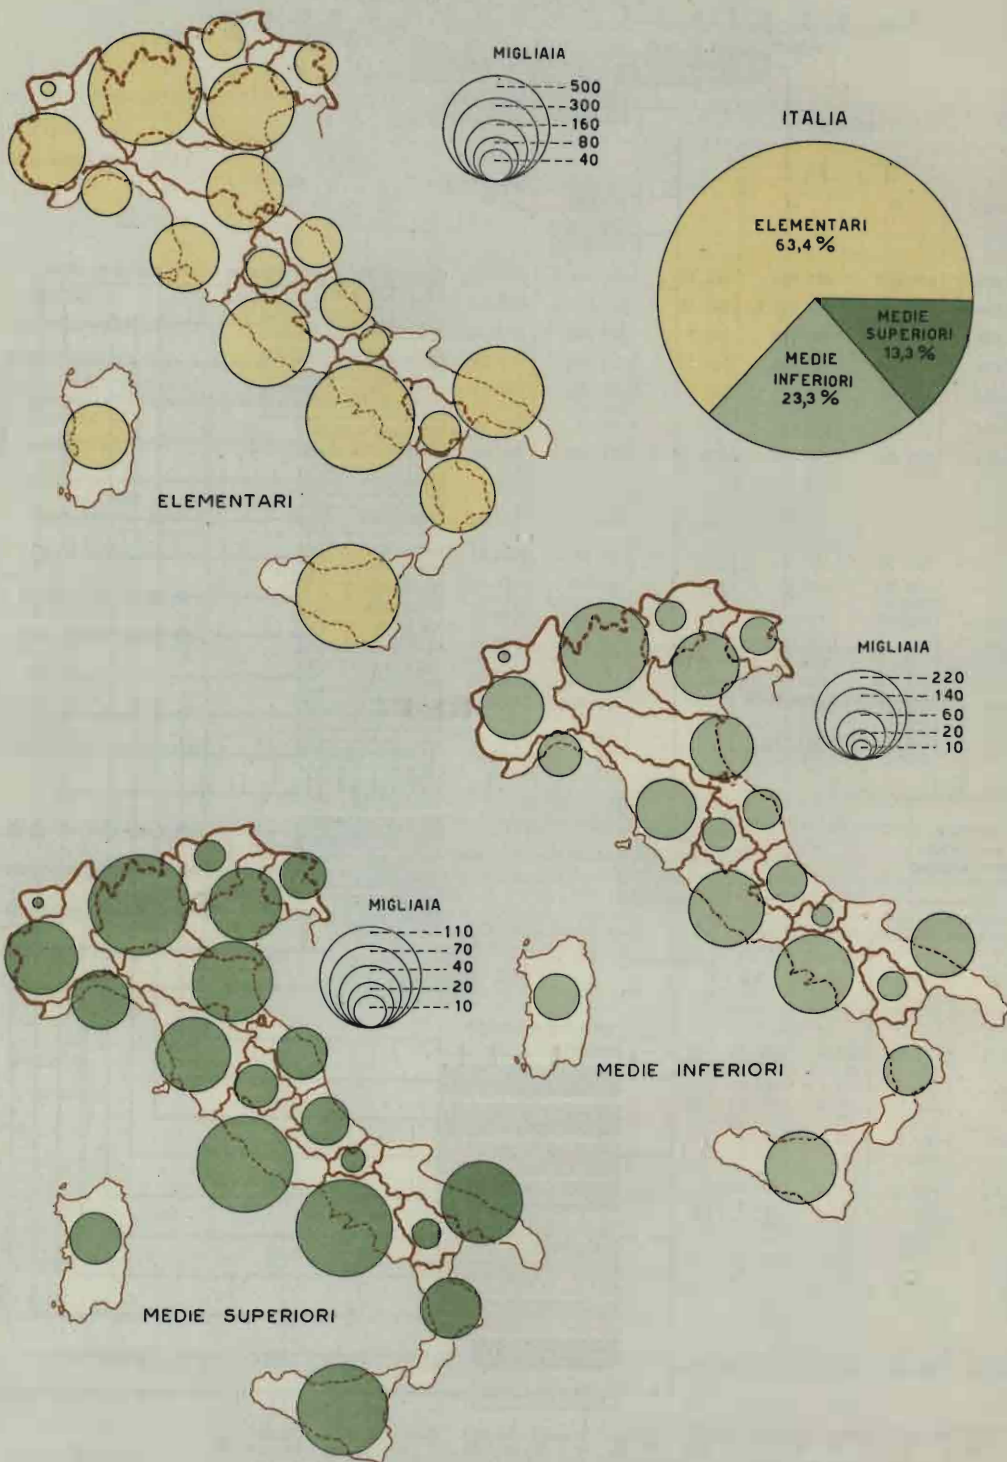 MIGLIAIA
500
300
160
80
40
ITALIA
ELEMENTARI
63,4 %
MEDIE
SUPERIORI
13,3 %
MEDIE
INFERIORI
23,3 %
ELEMENTARI
MIGLIAIA
220
140
60
20
10
MEDIE INFERIORI
MIGLIAIA
110
70
40
20
10
MEDIE SUPERIORI